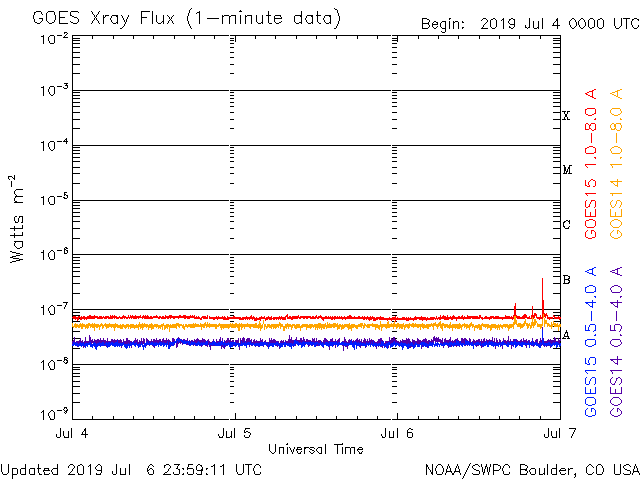 GOES Xray Flux (1-minute data)
Begin: 2019 Jul 4 0000 UTC
10⁻²
10⁻³
10⁻⁴
10⁻⁵
10⁻⁶
10⁻⁷
10⁻⁸
10⁻⁹
Watts m⁻²
X
M
C
B
A
GOES15 1.0-8.0 A
GOES14 1.0-8.0 A
GOES15 0.5-4.0 A
GOES14 0.5-4.0 A
Jul 4
Jul 5
Jul 6
Jul 7
Universal Time
Updated 2019 Jul 6 23:59:11 UTC
NOAA/SWPC Boulder, CO USA